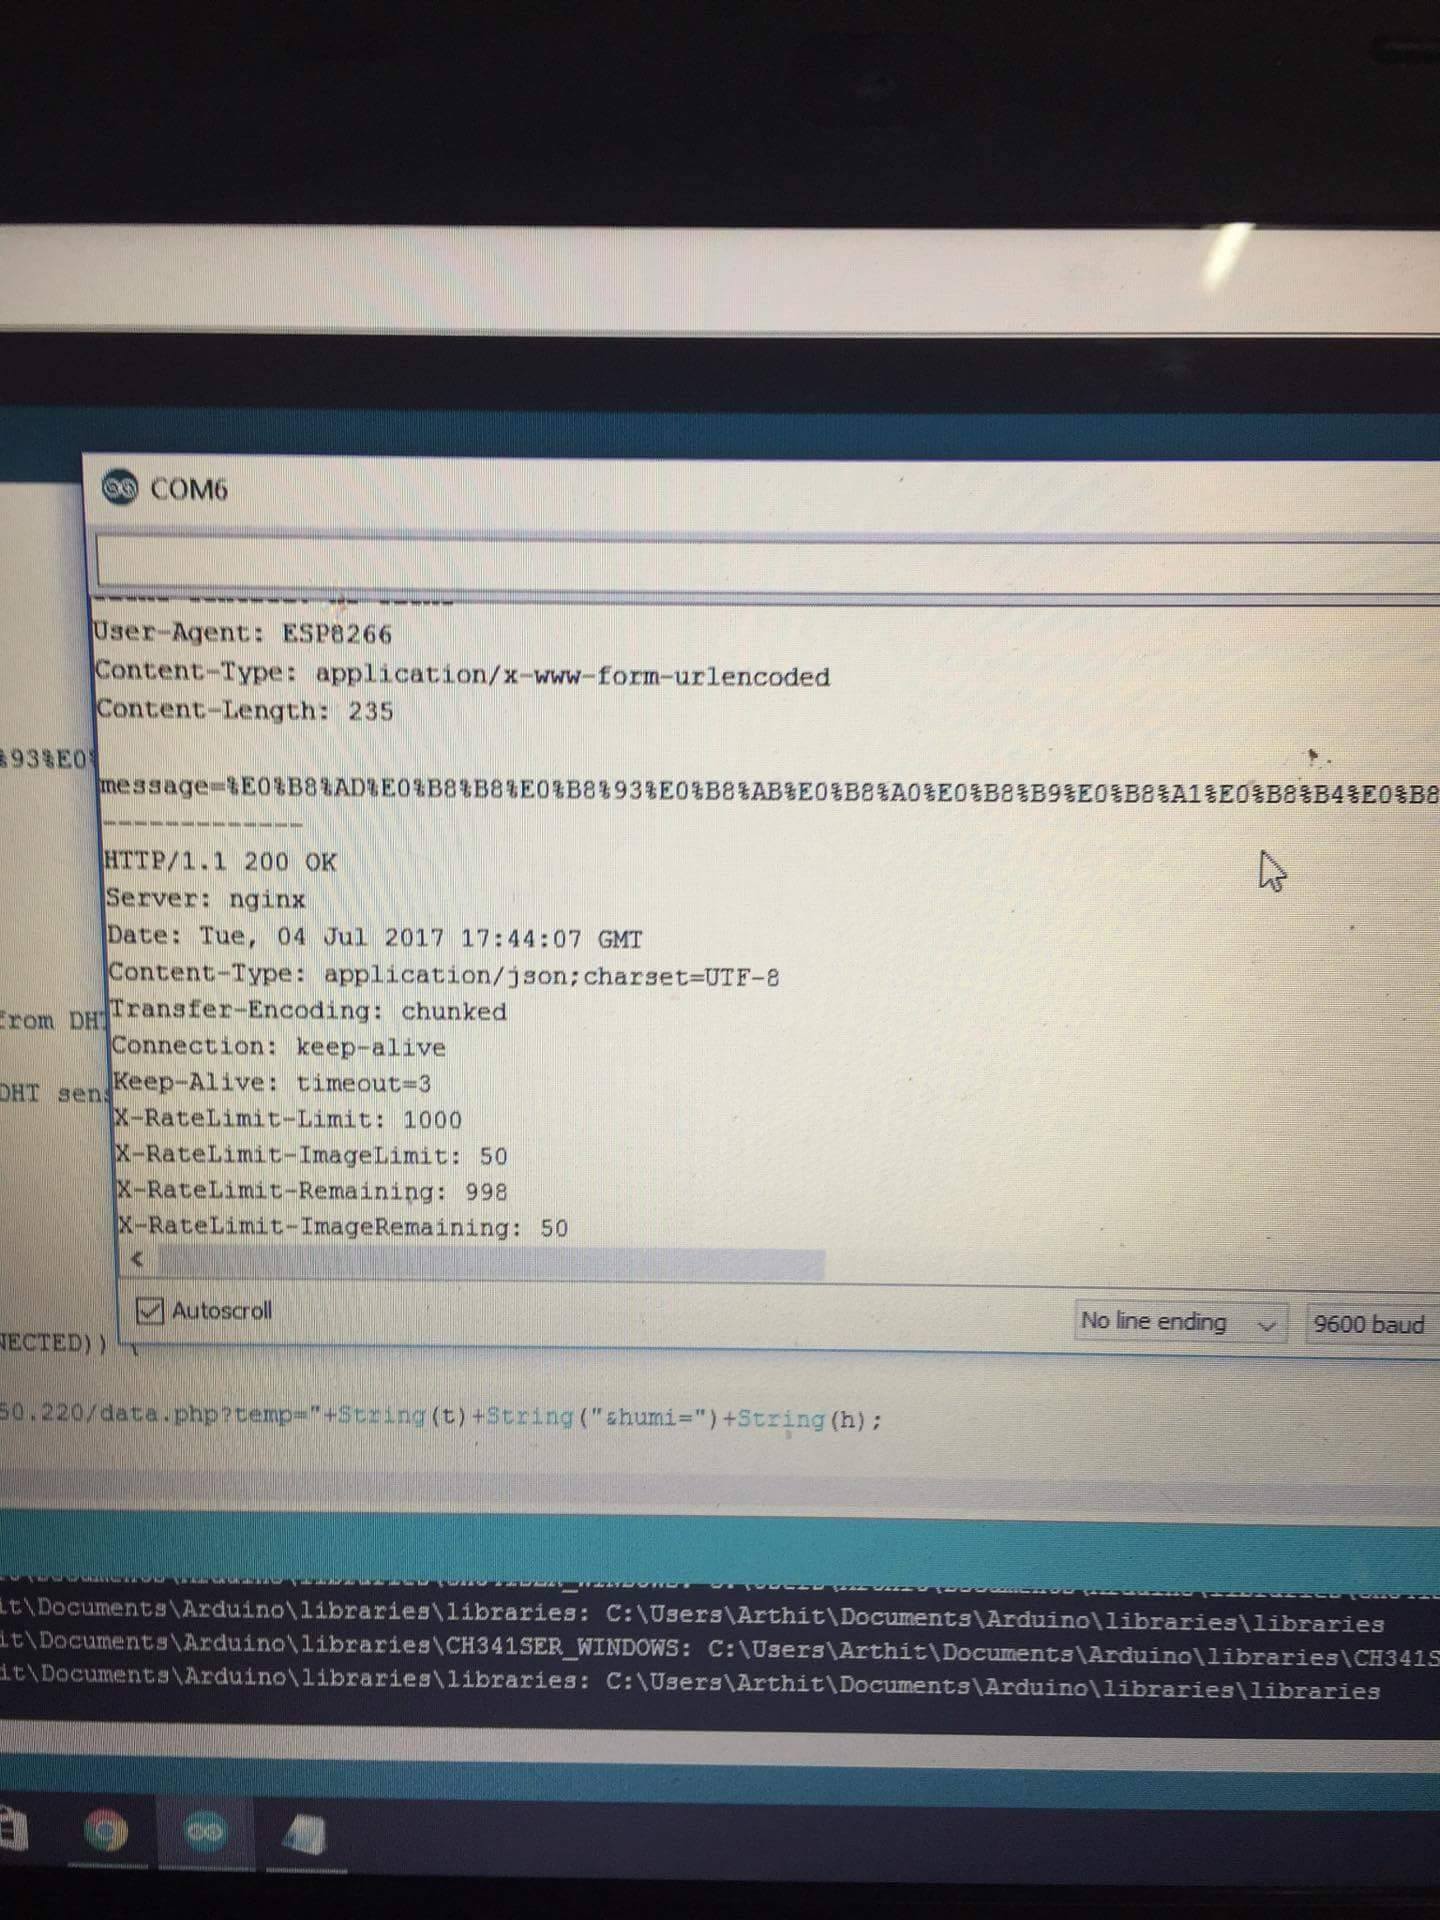 COM6
User-Agent: ESP8266
Content-Type: application/x-www-form-urlencoded
Content-Length: 235
%93%E0%
message=%E0%B8%AD%E0%B8%B8%E0%B8%93%E0%B8%AB%E0%B8%A0%E0%B8%B9%E0%B8%A1%E0%B8%B4%E0%B8
-------------
HTTP/1.1 200 OK
Server: nginx
Date: Tue, 04 Jul 2017 17:44:07 GMT
Content-Type: application/json;charset=UTF-8
Transfer-Encoding: chunked
from DHT
Connection: keep-alive
Keep-Alive: timeout=3
DHT sens
X-RateLimit-Limit: 1000
X-RateLimit-ImageLimit: 50
X-RateLimit-Remaining: 998
X-RateLimit-ImageRemaining: 50
Autoscroll
No line ending
9600 baud
NECTED))
50.220/data.php?temp="+String(t)+String("&humi=")+String(h);
it\Documents\Arduino\libraries\libraries: C:\Users\Arthit\Documents\Arduino\libraries\libraries
it\Documents\Arduino\libraries\CH341SER_WINDOWS: C:\Users\Arthit\Documents\Arduino\libraries\CH341S
it\Documents\Arduino\libraries\libraries: C:\Users\Arthit\Documents\Arduino\libraries\libraries